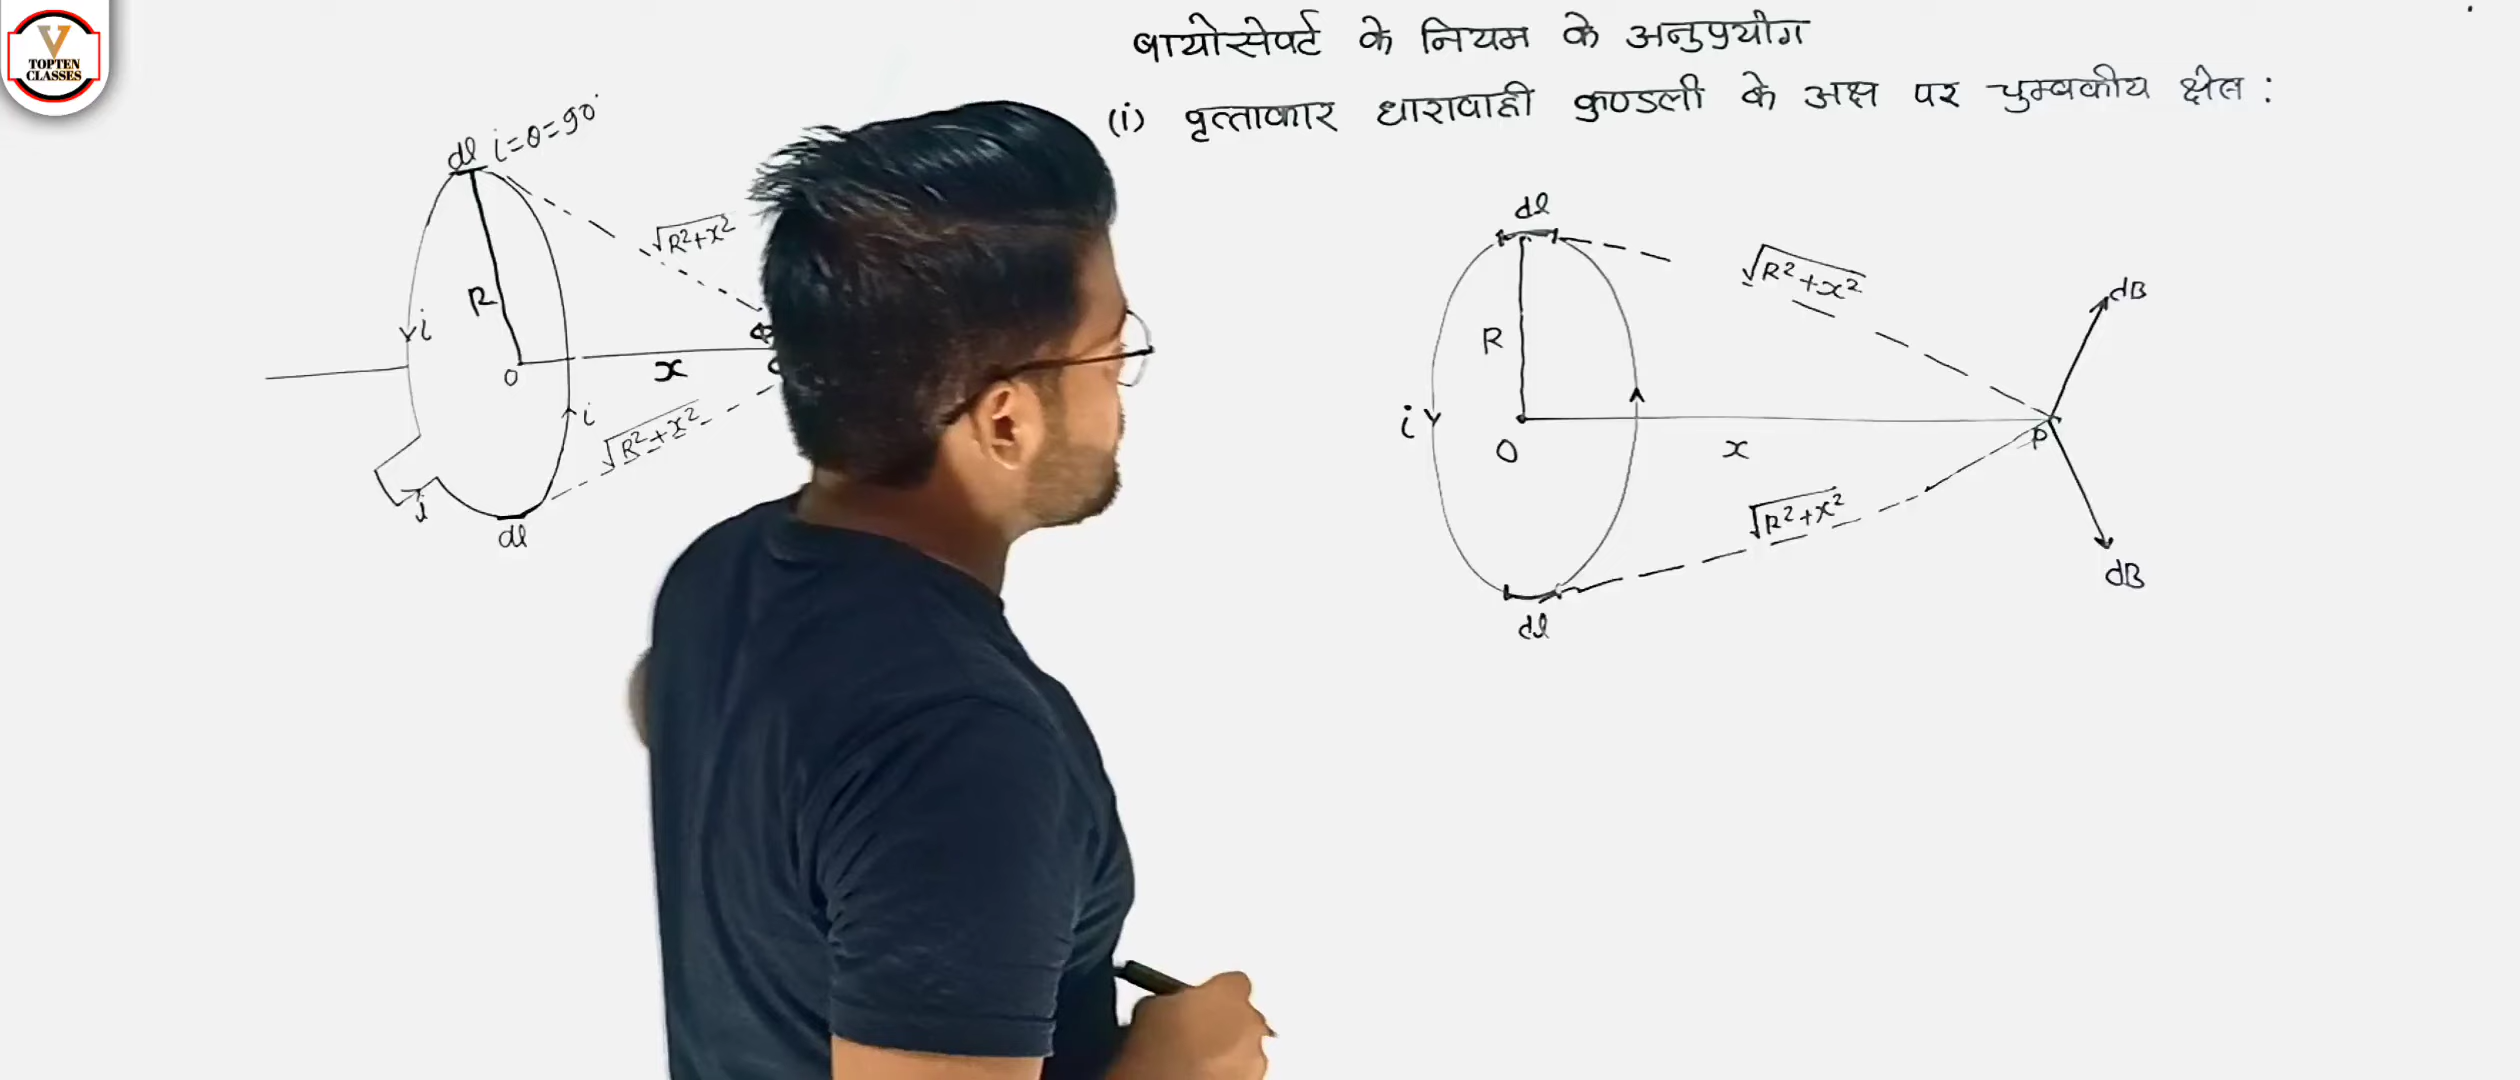 V
TOPTEN
CLASSES
बायोसेवर्ट के नियम के अनुप्रयोग
(i) वृत्ताकार धारावाही कुण्डली के अक्ष पर चुम्बकीय क्षेत्र :
dl i=θ=90°
√R²+x²
R
i
O
x
i
√R²+x²
i
dl
dl
√R²+x²
dB
R
i
O
x
P
√R²+x²
dB
dl